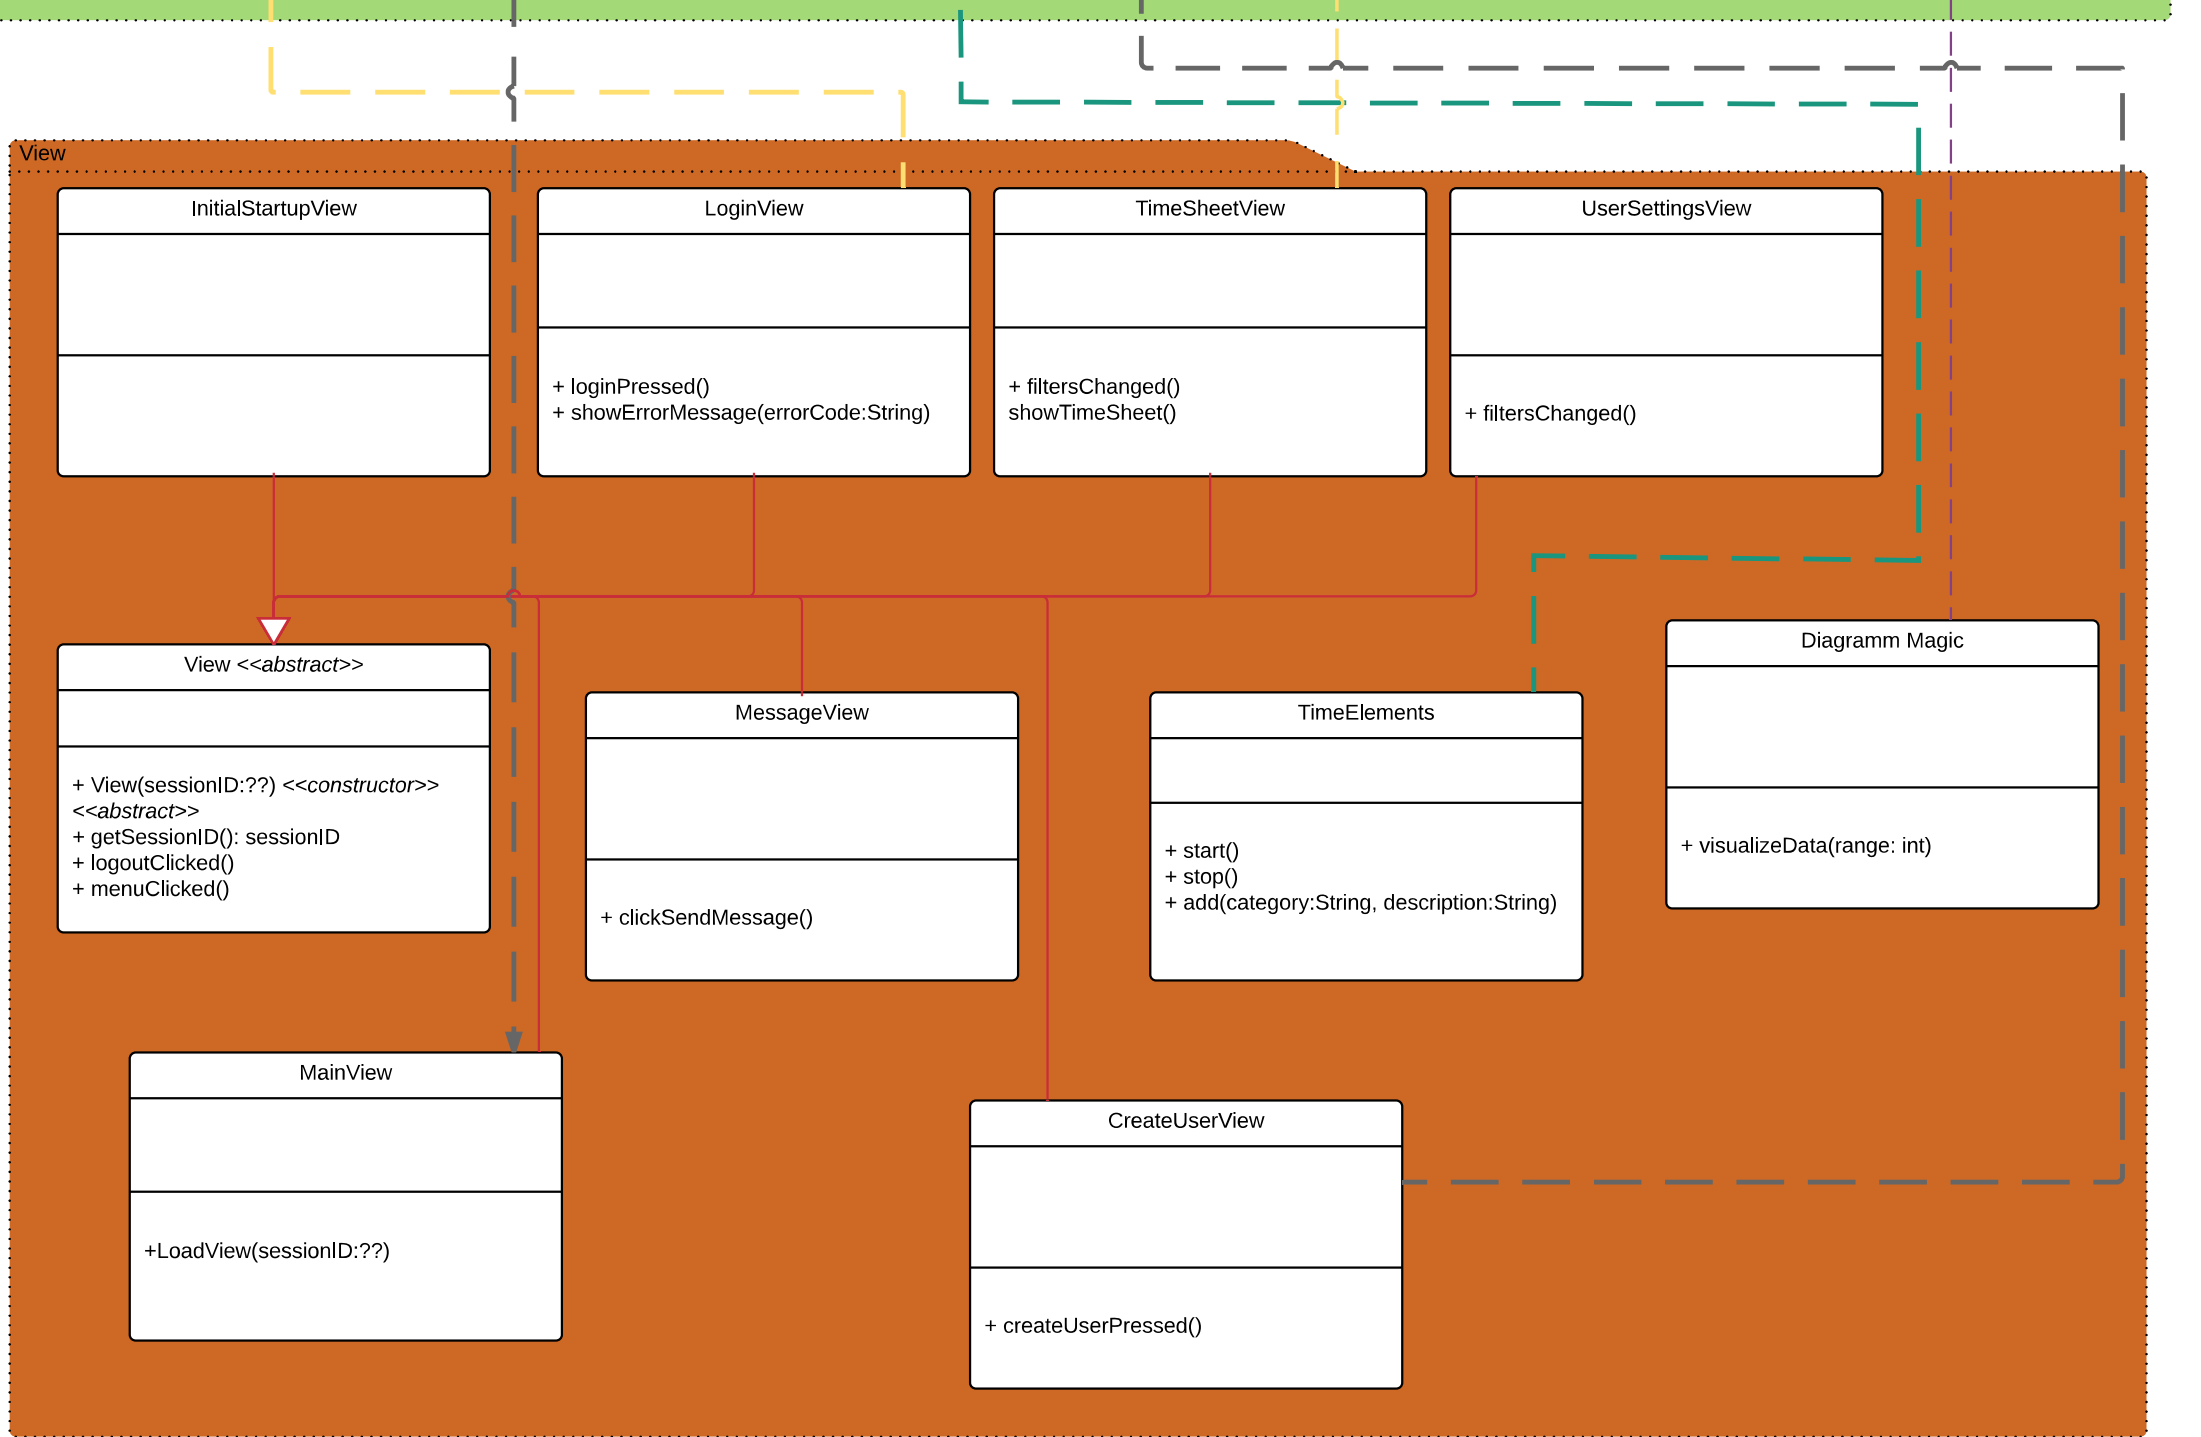 View
InitialStartupView
LoginView
+ loginPressed()
+ showErrorMessage(errorCode:String)
TimeSheetView
+ filtersChanged()
showTimeSheet()
UserSettingsView
+ filtersChanged()
View <<abstract>>
+ View(sessionID:??) <<constructor>>
<<abstract>>
+ getSessionID(): sessionID
+ logoutClicked()
+ menuClicked()
MessageView
+ clickSendMessage()
TimeElements
+ start()
+ stop()
+ add(category:String, description:String)
Diagramm Magic
+ visualizeData(range: int)
MainView
+LoadView(sessionID:??)
CreateUserView
+ createUserPressed()